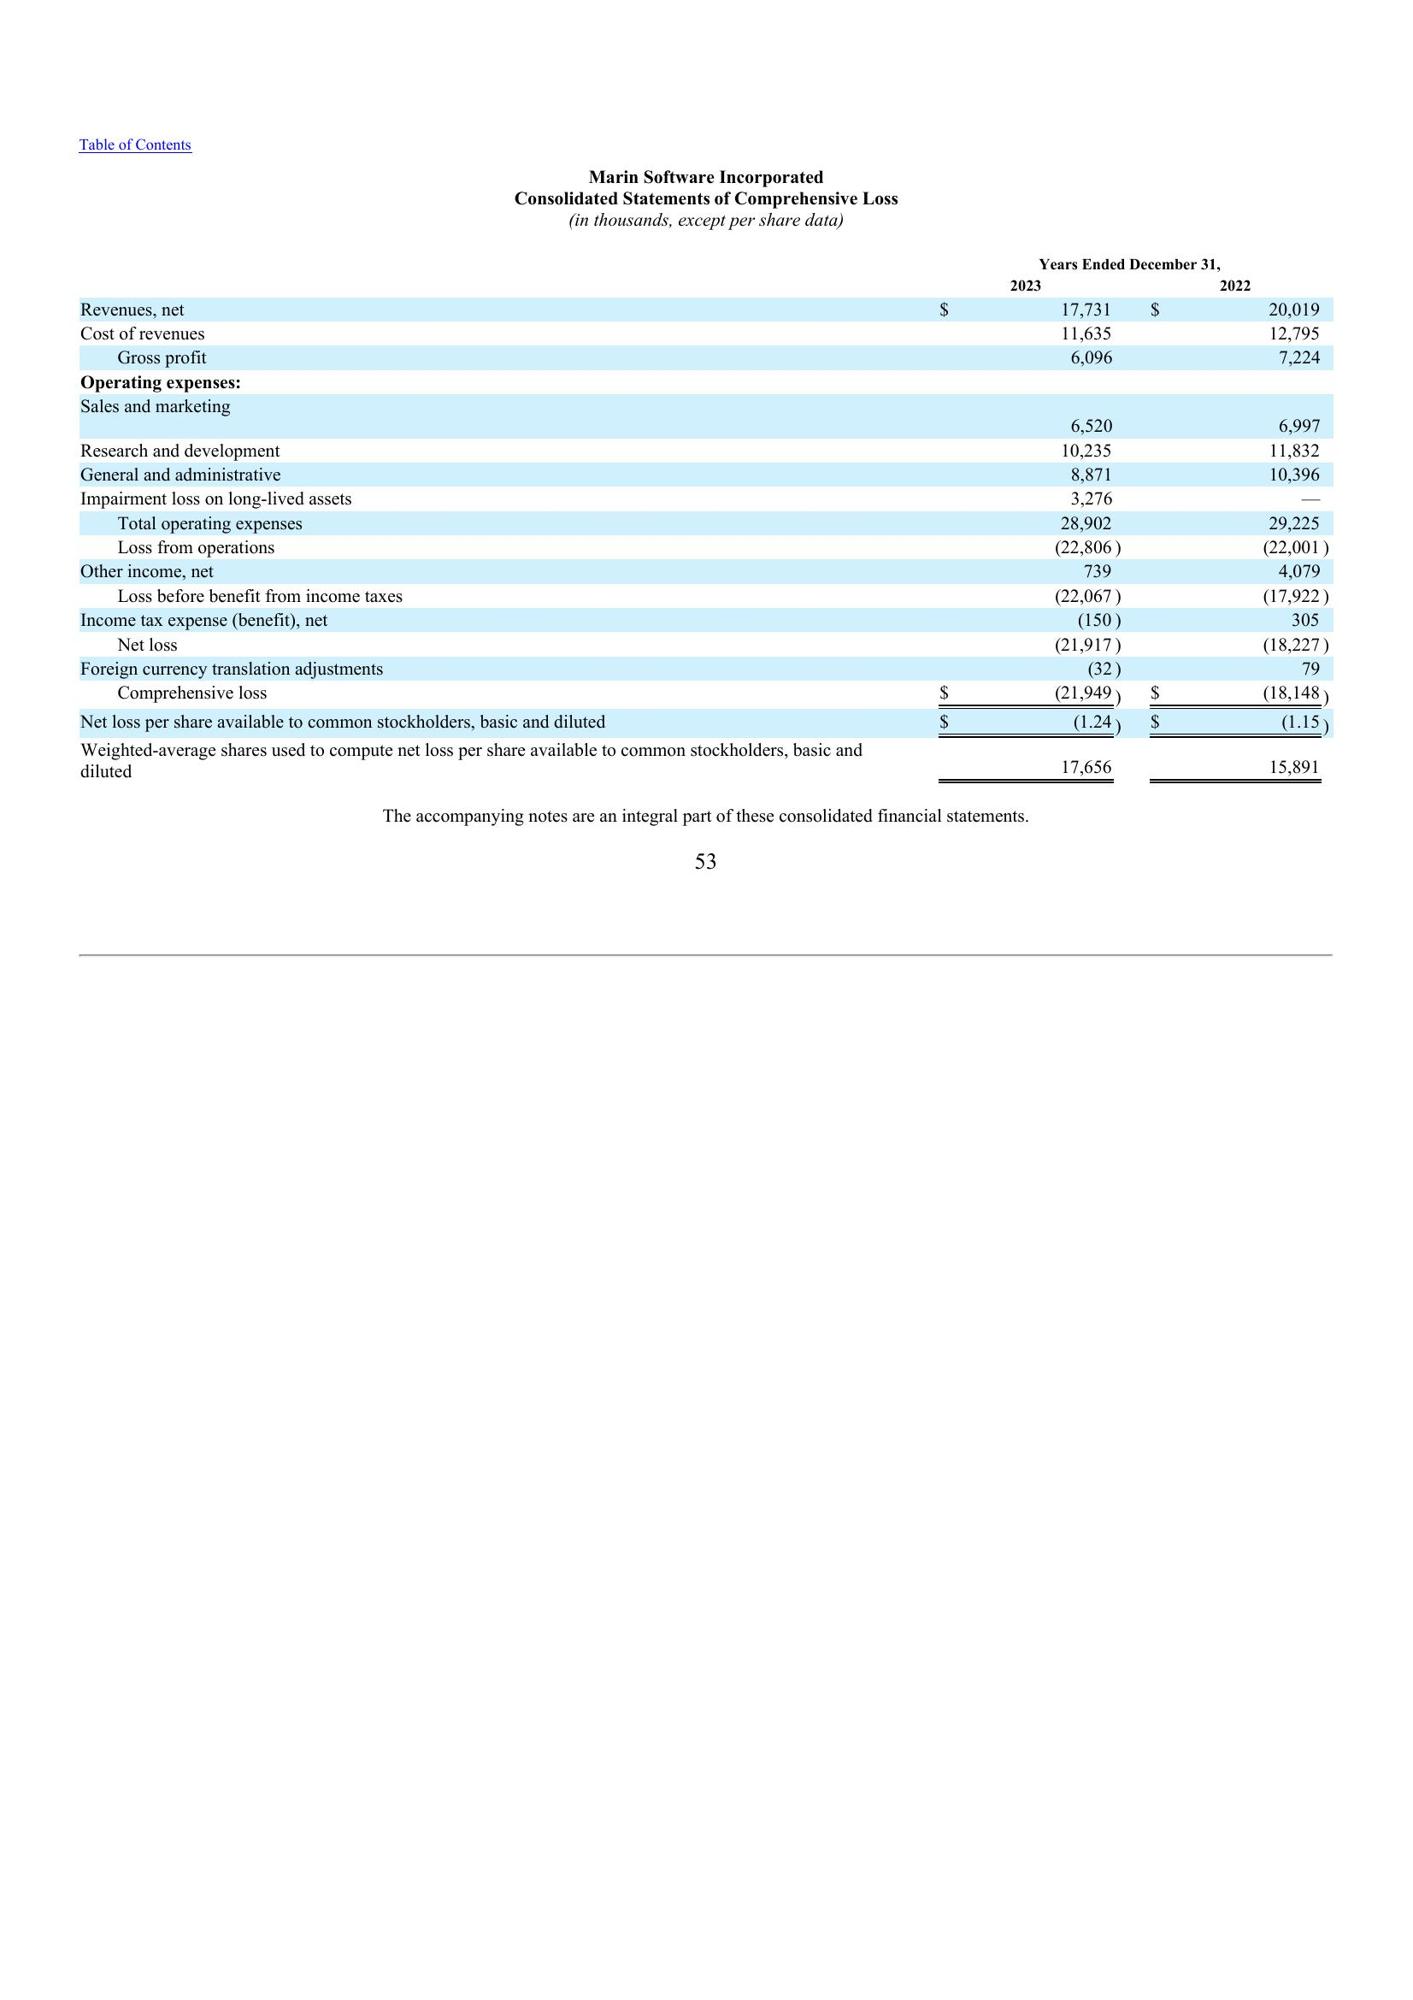 Table of Contents
Marin Software Incorporated
Consolidated Statements of Comprehensive Loss
(in thousands, except per share data)
Years Ended December 31,
2023 2022
Revenues, net $ 17,731 $ 20,019
Cost of revenues 11,635 12,795
Gross profit 6,096 7,224
Operating expenses:
Sales and marketing 6,520 6,997
Research and development 10,235 11,832
General and administrative 8,871 10,396
Impairment loss on long-lived assets 3,276 —
Total operating expenses 28,902 29,225
Loss from operations (22,806 ) (22,001 )
Other income, net 739 4,079
Loss before benefit from income taxes (22,067 ) (17,922 )
Income tax expense (benefit), net (150 ) 305
Net loss (21,917 ) (18,227 )
Foreign currency translation adjustments (32 ) 79
Comprehensive loss $ (21,949 ) $ (18,148 )
Net loss per share available to common stockholders, basic and diluted $ (1.24 ) $ (1.15 )
Weighted-average shares used to compute net loss per share available to common stockholders, basic and
diluted 17,656 15,891
The accompanying notes are an integral part of these consolidated financial statements.
53